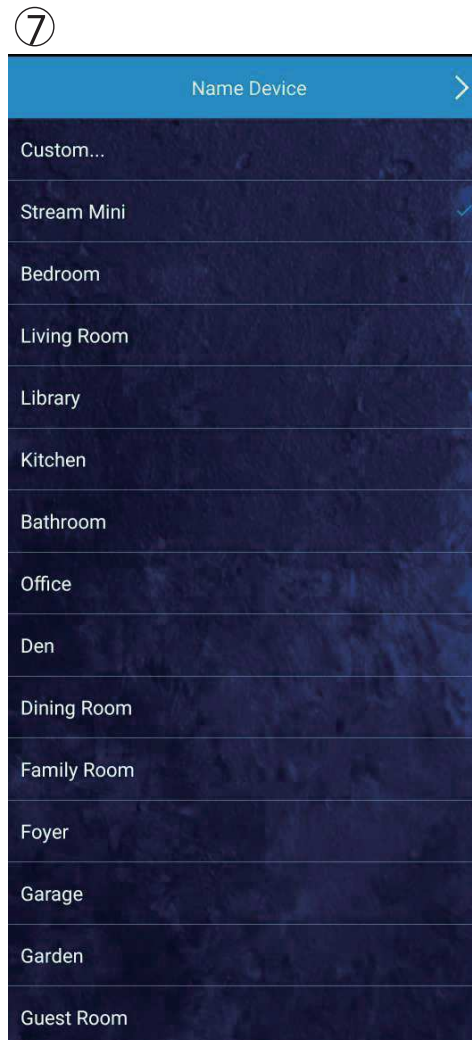 ⑦
Name Device
Custom...
Stream Mini
Bedroom
Living Room
Library
Kitchen
Bathroom
Office
Den
Dining Room
Family Room
Foyer
Garage
Garden
Guest Room